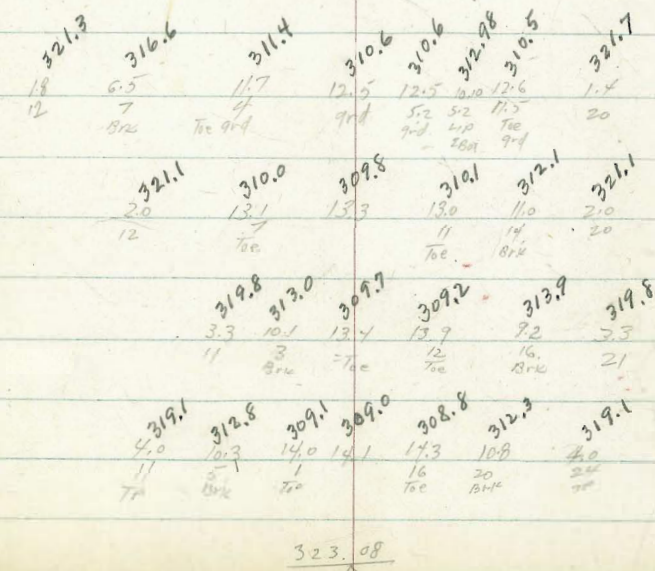 321.3 316.6 311.4 310.6 310.6 312.98 310.5 321.7
1.8 6.5 11.7 12.5 12.5 10.10 12.6 1.4
12 7 4 grd 5.2 5.2 11.5 20
Brk Toe grd grd Toe
grd
321.1 310.0 309.8 310.1 312.1 321.1
2.0 13.1 13.3 13.0 11.0 2.0
12 7 11 14 20
Toe Toe Brk
319.8 313.0 309.7 309.2 313.9 319.8
3.3 10.1 13.4 13.9 9.2 3.3
11 3 =Toe 12 16 21
Brk Toe Brk
319.1 312.8 309.1 309.0 308.8 312.3 319.1
4.0 10.3 14.0 14.1 14.3 10.8 4.0
11 5 1 16 20 24
TP Brk Toe Toe Brk TP
323.08